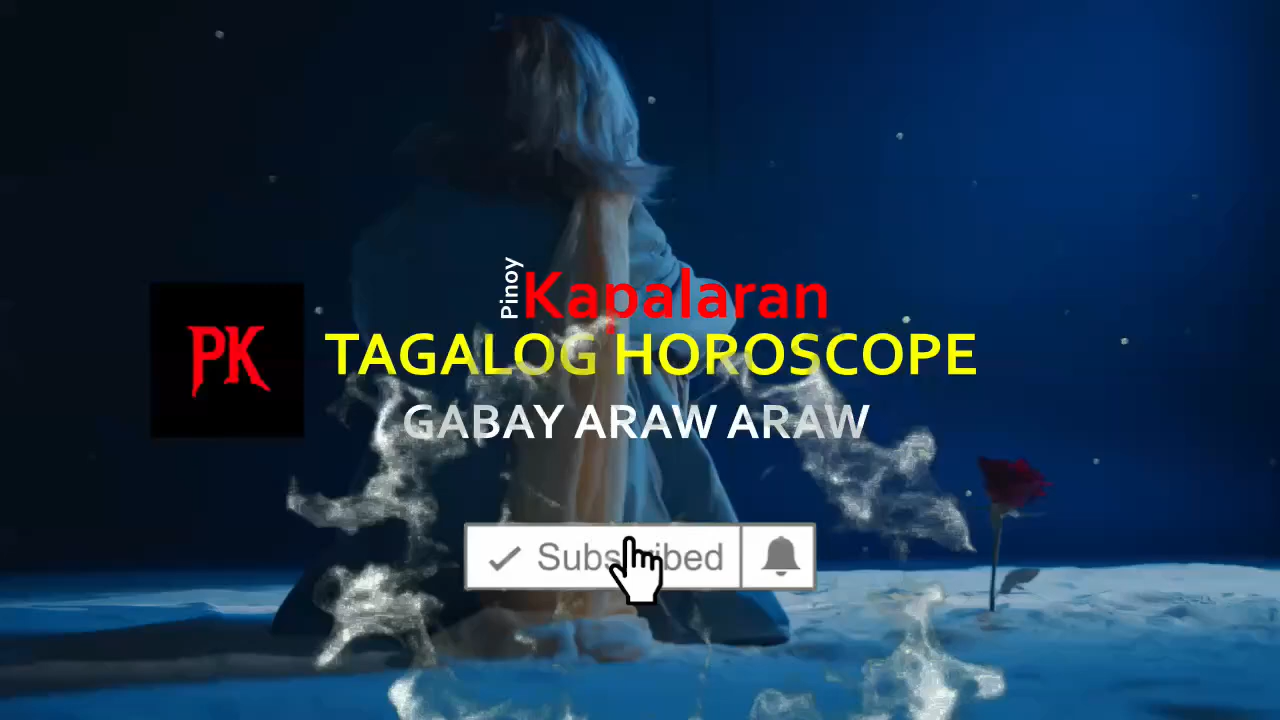 Pinoy
Kapalaran
PK
TAGALOG HOROSCOPE
GABAY ARAW ARAW
Subscribed